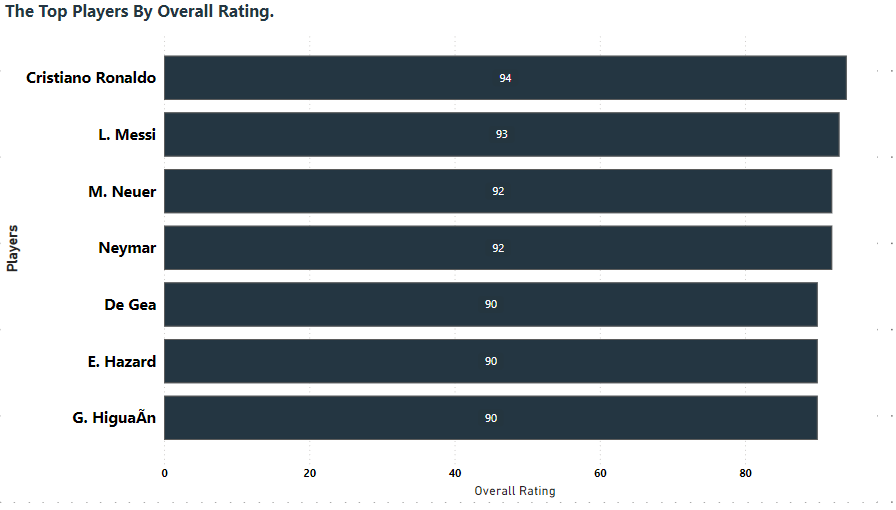 The Top Players By Overall Rating.
Cristiano Ronaldo 94
L. Messi 93
M. Neuer 92
Neymar 92
Players
De Gea 90
E. Hazard 90
G. HiguaÃn 90
0 20 40 60 80
Overall Rating